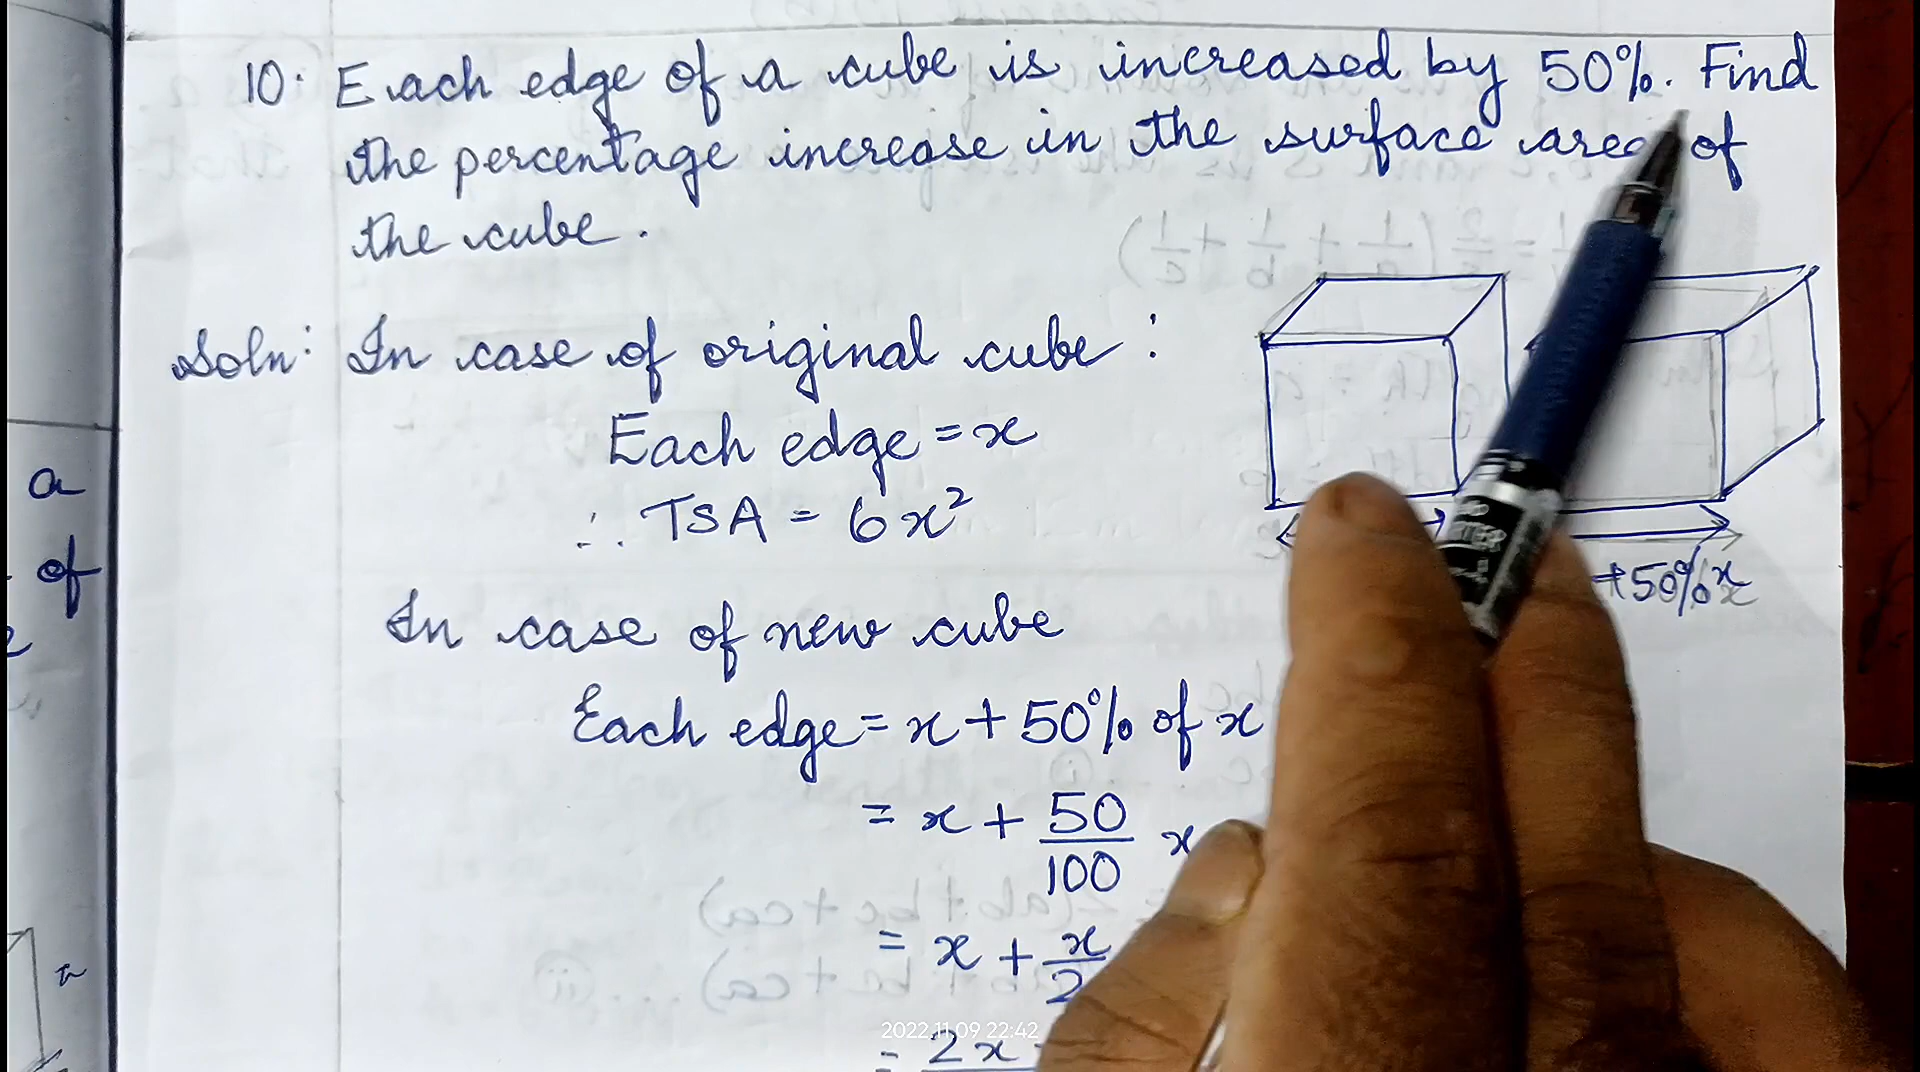 10. Each edge of a cube is increased by 50%. Find
the percentage increase in the surface area of
the cube.
Soln: In case of original cube:
Each edge = x
∴ TSA = 6x²
+50%x
In case of new cube
Each edge = x + 50% of x
= x + 50/100 x
= x + x/2
= 2x
a
of
2022.11.09 22:42